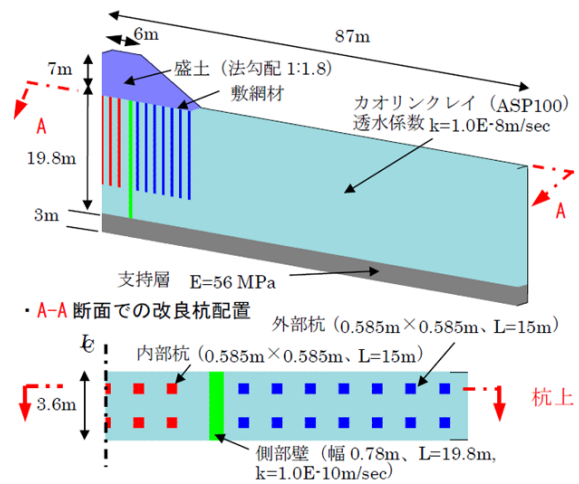 6m
87m
7m
盛土（法勾配 1:1.8）
敷網材
カオリンクレイ（ASP100）
透水係数 k=1.0E-8m/sec
A
19.8m
A
3m
支持層　E=56 MPa
・A-A 断面での改良杭配置
外部杭（0.585m×0.585m、L=15m）
内部杭（0.585m×0.585m、L=15m）
3.6m
杭上
側部壁（幅 0.78m、L=19.8m,
k=1.0E-10m/sec）